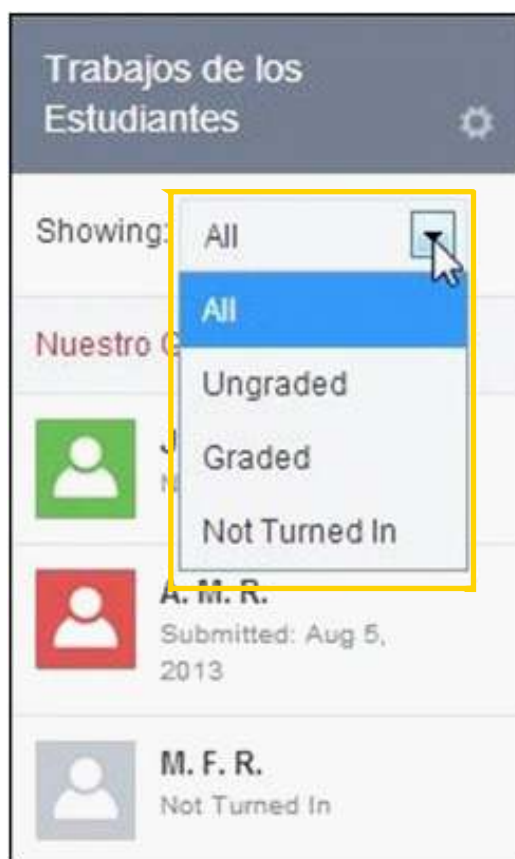 Trabajos de los
Estudiantes
Showing: All
All
Nuestro
Ungraded
Graded
Not Turned In
A. M. R.
Submitted: Aug 5,
2013
M. F. R.
Not Turned In